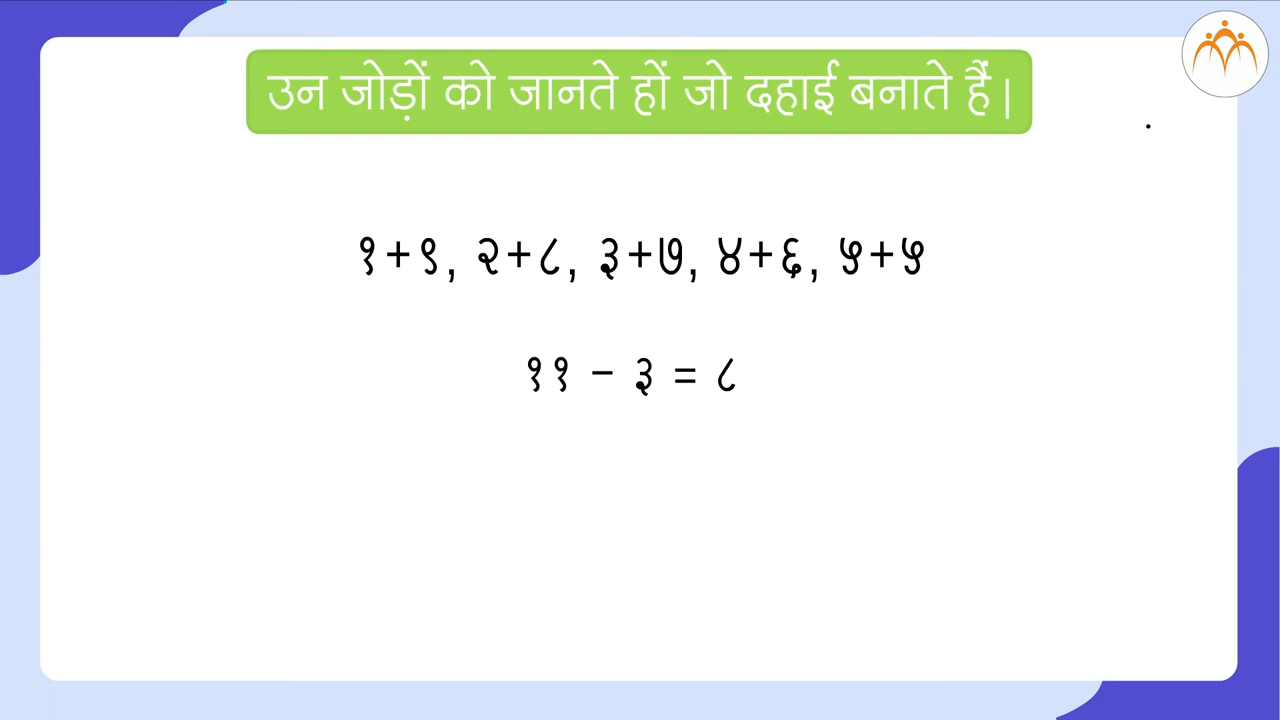 उन जोड़ों को जानते हों जो दहाई बनाते हैं |
१+९, २+८, ३+७, ४+६, ५+५
११ − ३ = ८